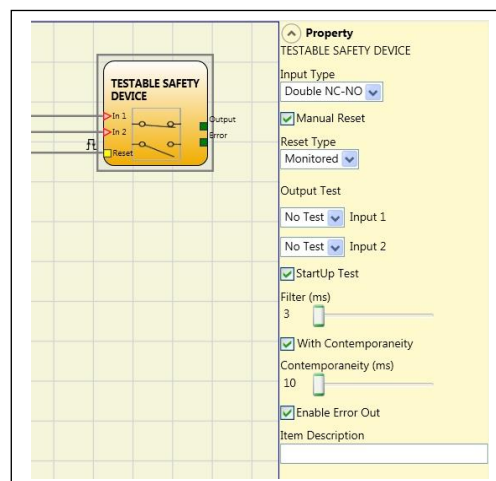 TESTABLE SAFETY
DEVICE
In 1
In 2
Reset
Output
Error
Property
TESTABLE SAFETY DEVICE
Input Type
Double NC-NO
Manual Reset
Reset Type
Monitored
Output Test
No Test Input 1
No Test Input 2
StartUp Test
Filter (ms)
3
With Contemporaneity
Contemporaneity (ms)
10
Enable Error Out
Item Description